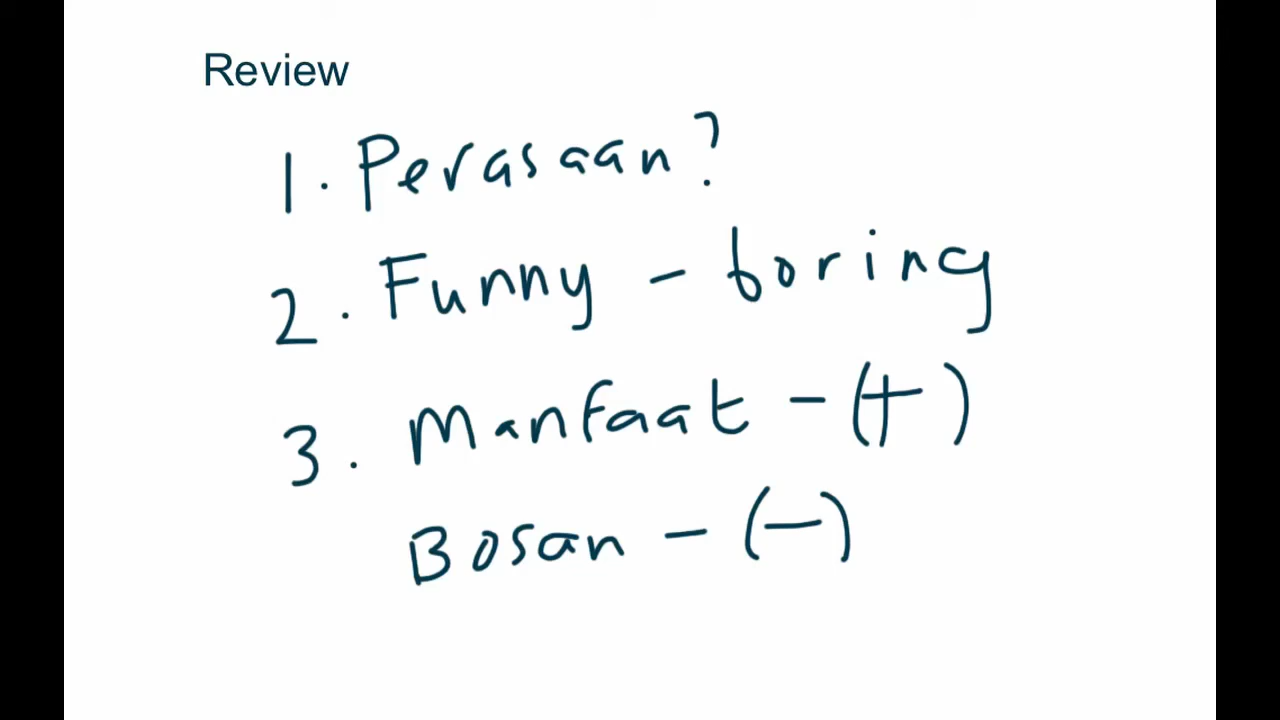 Review
1. Perasaan?
2. Funny - boring
3. Manfaat - (+)
Bosan - (-)